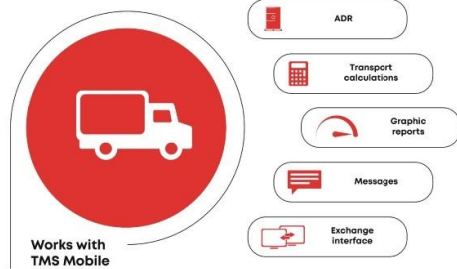 ADR
Transport
calculations
Graphic
reports
Messages
Exchange
interface
Works with
TMS Mobile